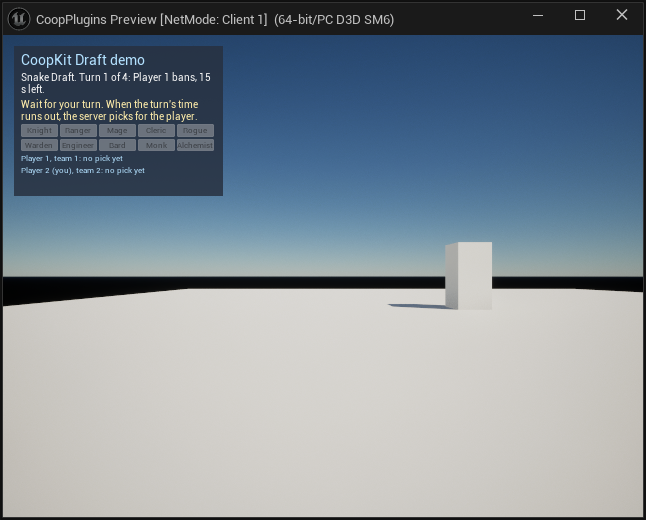 CoopPlugins Preview [NetMode: Client 1] (64-bit/PC D3D SM6)
CoopKit Draft demo
Snake Draft. Turn 1 of 4: Player 1 bans, 15
s left.
Wait for your turn. When the turn's time
runs out, the server picks for the player.
Knight Ranger Mage Cleric Rogue
Warden Engineer Bard Monk Alchemist
Player 1, team 1: no pick yet
Player 2 (you), team 2: no pick yet